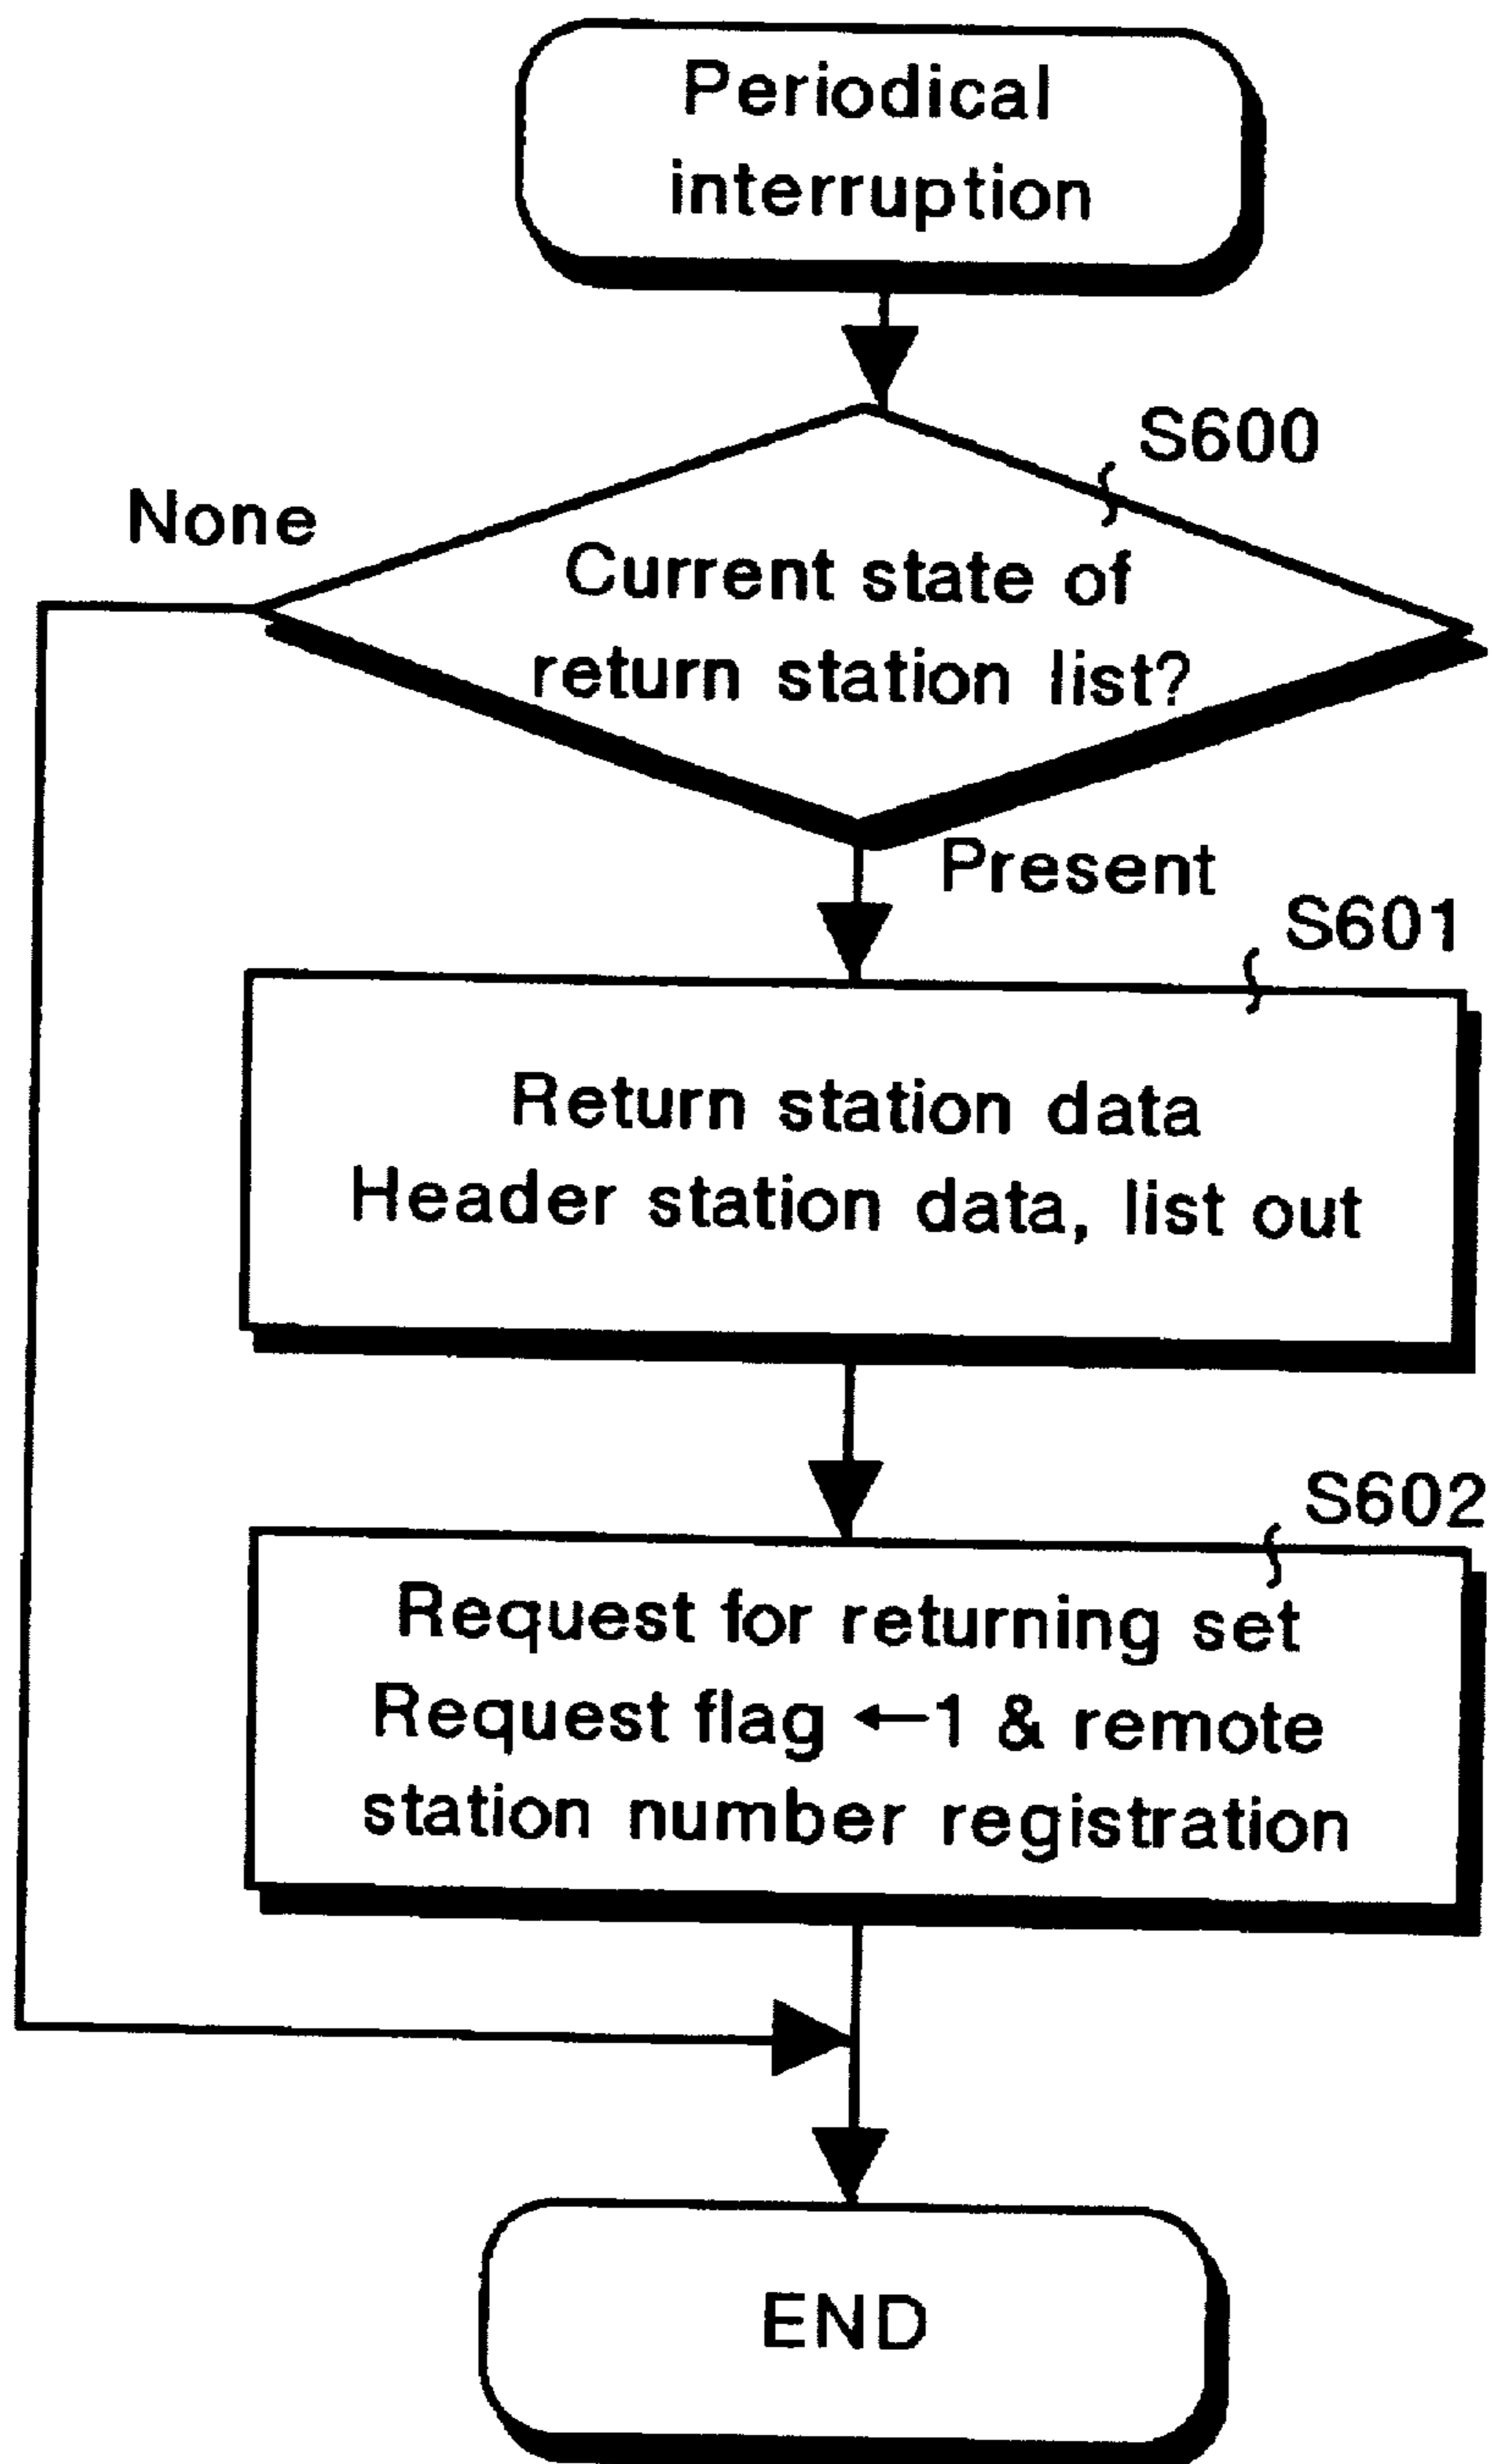 Periodical
interruption
S600
None
Current state of
return station list?
Present
S601
Return station data
Header station data, list out
S602
Request for returning set
Request flag ←1 & remote
station number registration
END